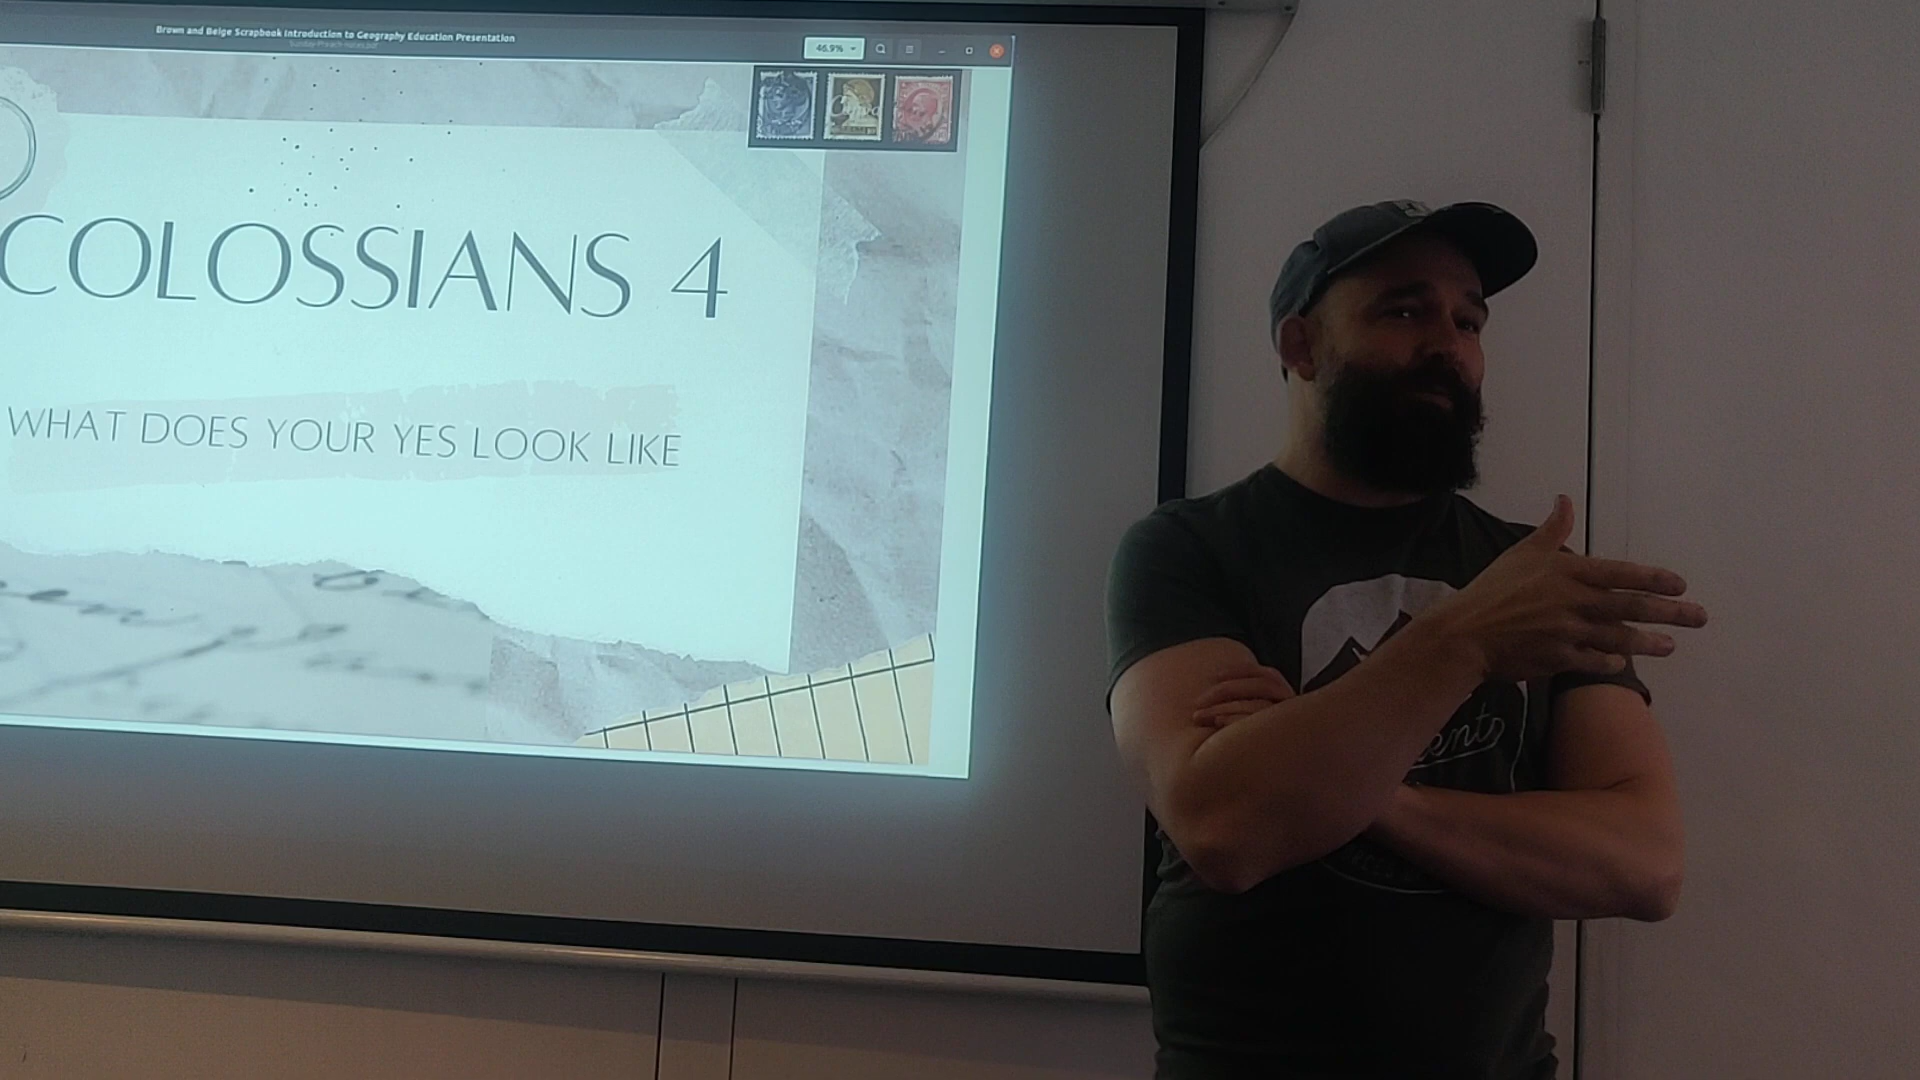 Brown and Beige Scrapbook Introduction to Geography Education Presentation
46.9%
COLOSSIANS 4
WHAT DOES YOUR YES LOOK LIKE